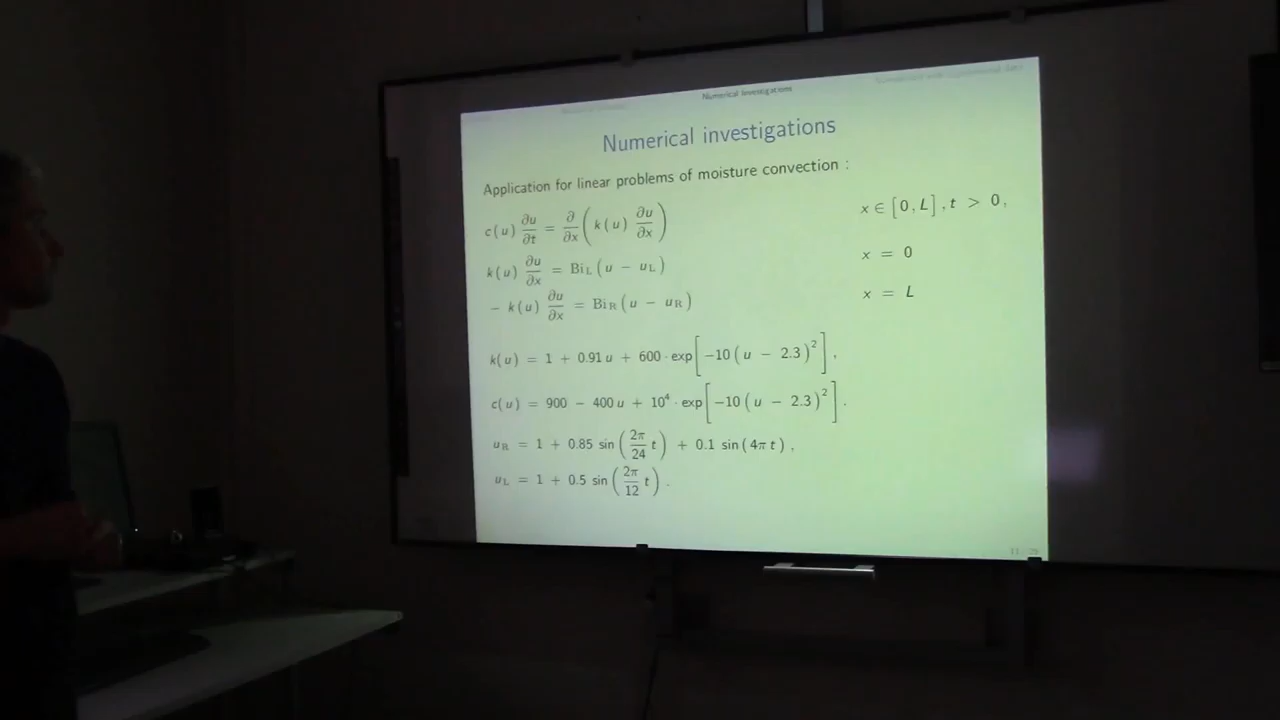 Numerical investigations
Numerical investigations
Application for linear problems of moisture convection :
c(u) ∂u/∂t = ∂/∂x ( k(u) ∂u/∂x ) x ∈ [0, L], t > 0,
k(u) ∂u/∂x = Bi_L (u − u_L) x = 0
− k(u) ∂u/∂x = Bi_R (u − u_R) x = L
k(u) = 1 + 0.91 u + 600 · exp[ −10 (u − 2.3)^2 ],
c(u) = 900 − 400 u + 10^4 · exp[ −10 (u − 2.3)^2 ].
u_R = 1 + 0.85 sin( 2π/24 t ) + 0.1 sin(4π t),
u_L = 1 + 0.5 sin( 2π/12 t ).